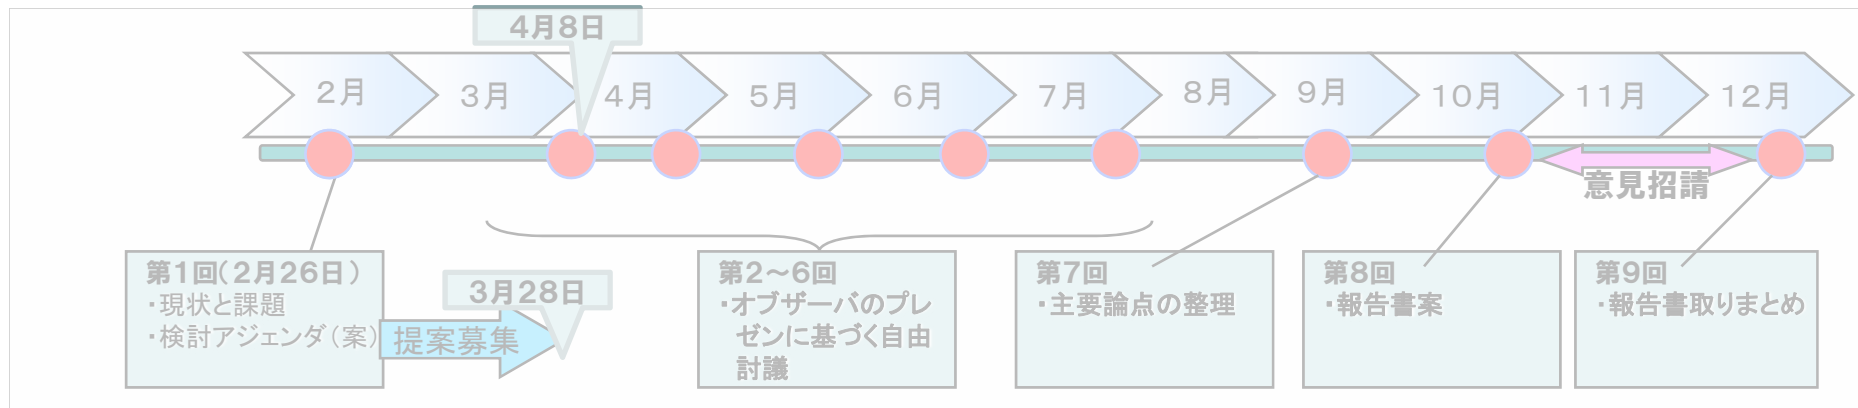 4月8日
2月
3月
4月
5月
6月
7月
8月
9月
10月
11月
12月
意見招請
第1回(2月26日)
・現状と課題
・検討アジェンダ(案)
3月28日
提案募集
第2～6回
・オブザーバのプレ
ゼンに基づく自由
討議
第7回
・主要論点の整理
第8回
・報告書案
第9回
・報告書取りまとめ